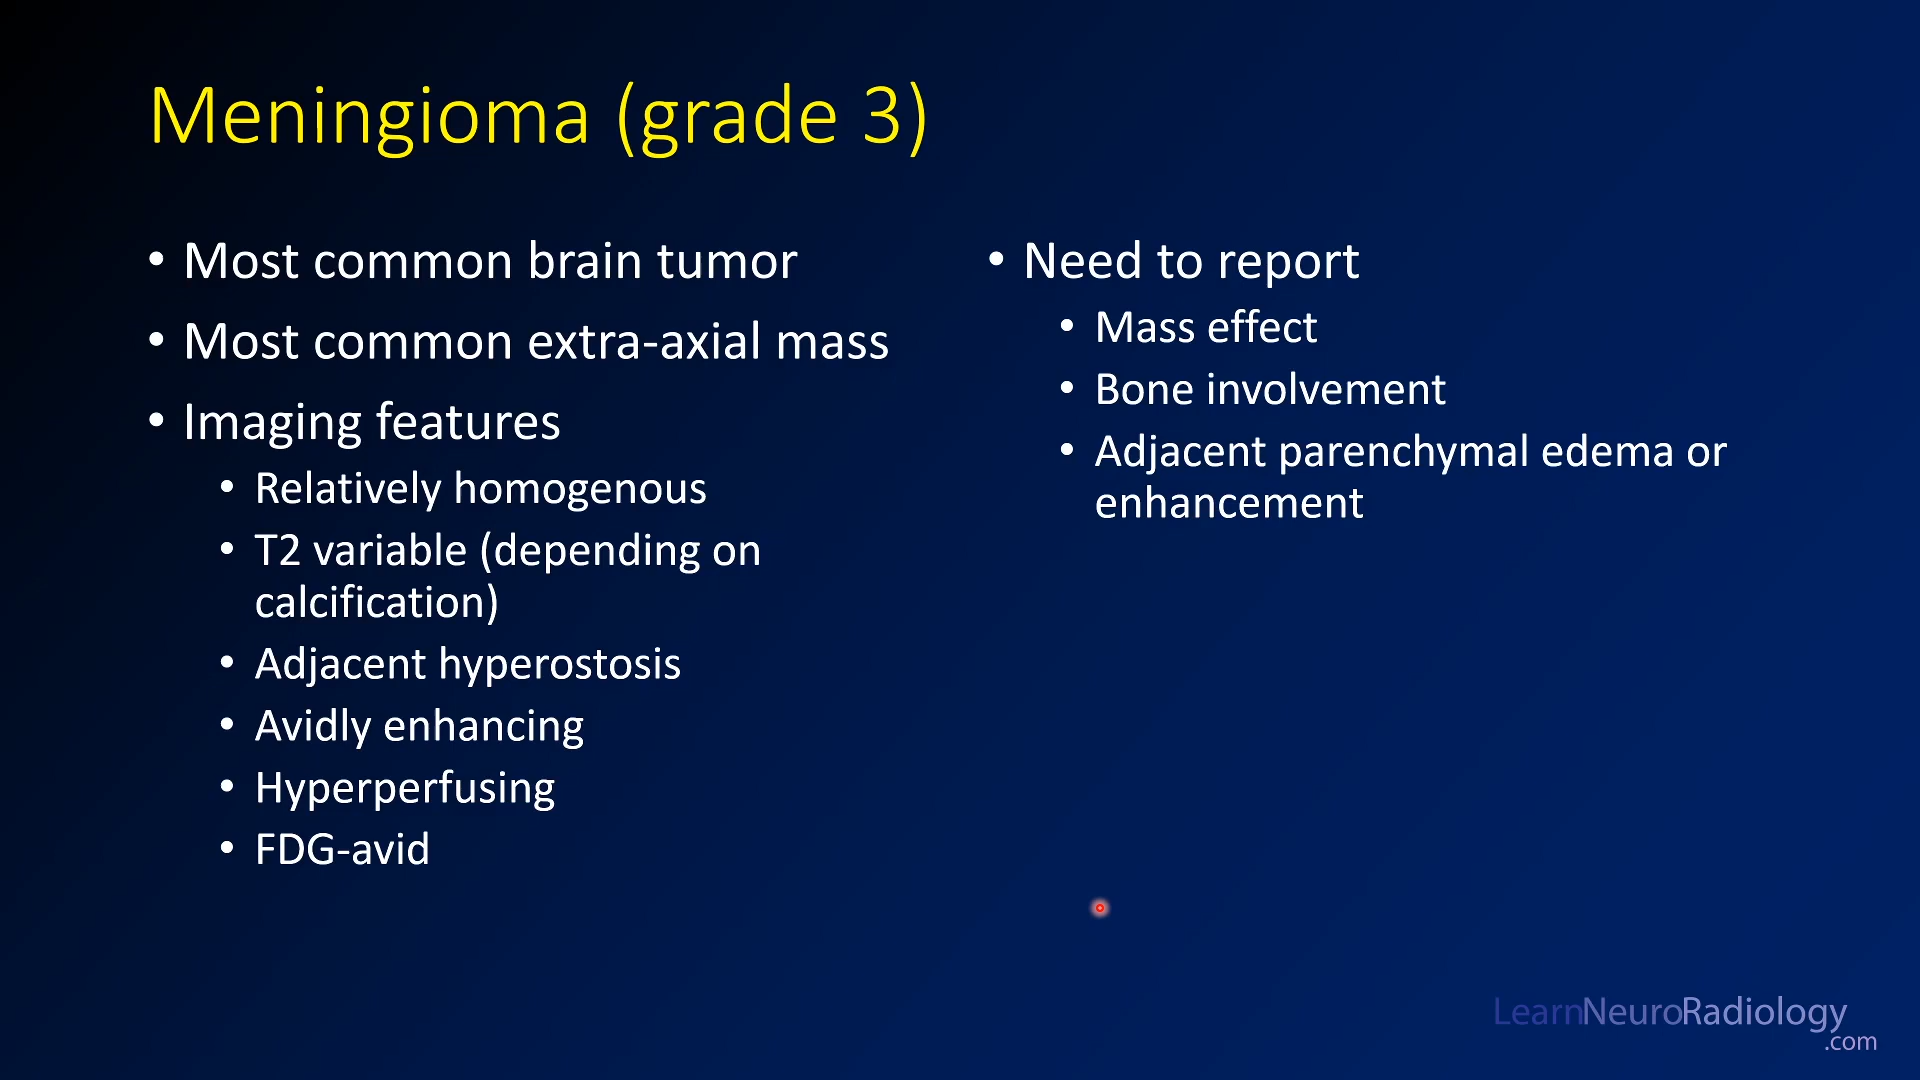 Meningioma (grade 3)
• Most common brain tumor
• Most common extra-axial mass
• Imaging features
• Relatively homogenous
• T2 variable (depending on
calcification)
• Adjacent hyperostosis
• Avidly enhancing
• Hyperperfusing
• FDG-avid
• Need to report
• Mass effect
• Bone involvement
• Adjacent parenchymal edema or
enhancement
LearnNeuroRadiology
.com